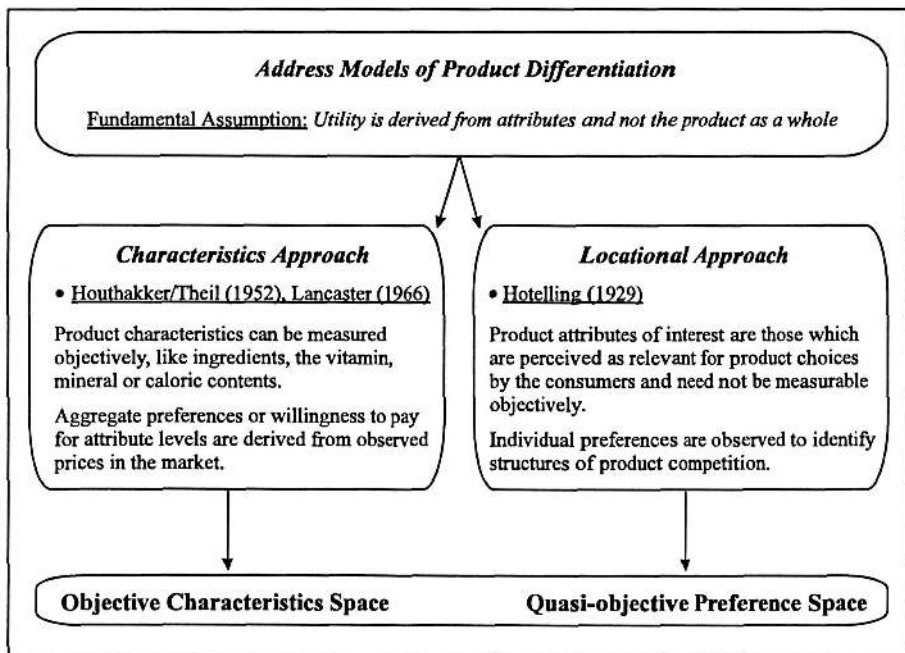 Address Models of Product Differentiation
Fundamental Assumption: Utility is derived from attributes and not the product as a whole
Characteristics Approach
• Houthakker/Theil (1952), Lancaster (1966)
Product characteristics can be measured
objectively, like ingredients, the vitamin,
mineral or caloric contents.
Aggregate preferences or willingness to pay
for attribute levels are derived from observed
prices in the market.
Locational Approach
• Hotelling (1929)
Product attributes of interest are those which
are perceived as relevant for product choices
by the consumers and need not be measurable
objectively.
Individual preferences are observed to identify
structures of product competition.
Objective Characteristics Space
Quasi-objective Preference Space